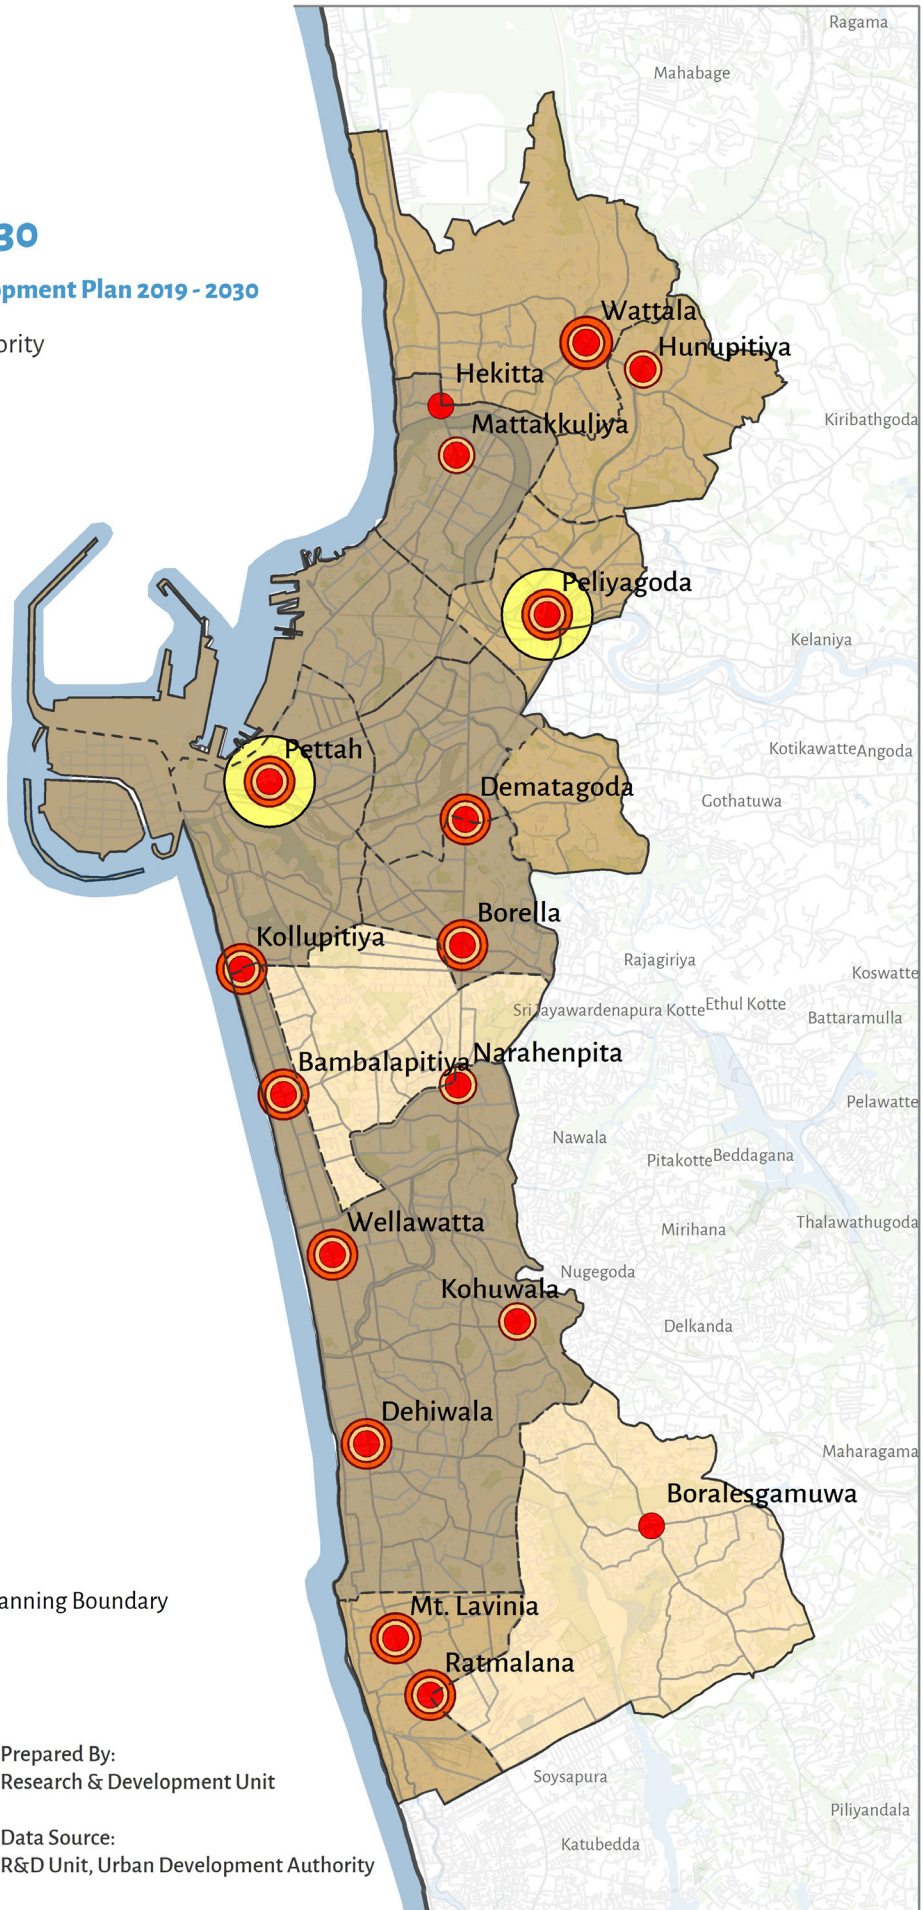 Ragama
Mahabage
30
opment Plan 2019 - 2030
ority
Wattala
Hunupitiya
Hekitta
Kiribathgoda
Mattakkuliya
Peliyagoda
Kelaniya
Pettah
Kotikawatte
Angoda
Dematagoda
Gothatuwa
Borella
Kollupitiya
Rajagiriya
Koswatte
Sri Jayawardenapura Kotte
Ethul Kotte
Battaramulla
Narahenpita
Bambalapitiya
Pelawatte
Nawala
Pitakotte
Beddagana
Wellawatta
Mirihana
Thalawathugoda
Nugegoda
Kohuwala
Delkanda
Dehiwala
Maharagama
Boralesgamuwa
anning Boundary
Mt. Lavinia
Ratmalana
Prepared By:
Research & Development Unit
Soysapura
Piliyandala
Data Source:
Katubedda
R&D Unit, Urban Development Authority